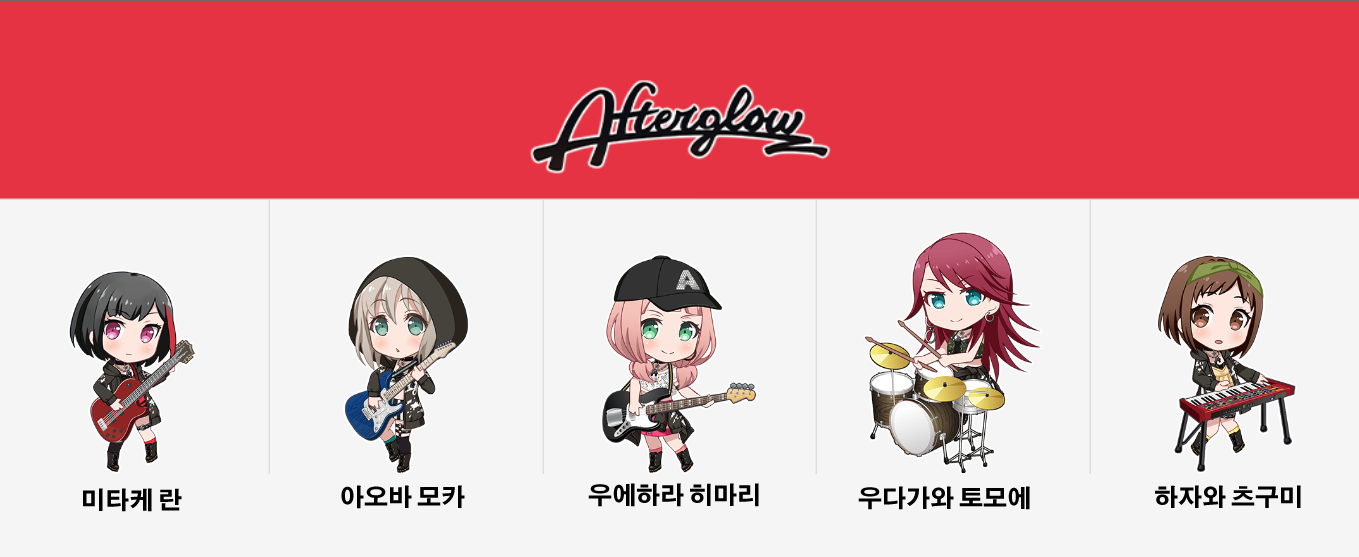 Afterglow
미타케 란
아오바 모카
우에하라 히마리
우다가와 토모에
하자와 츠구미